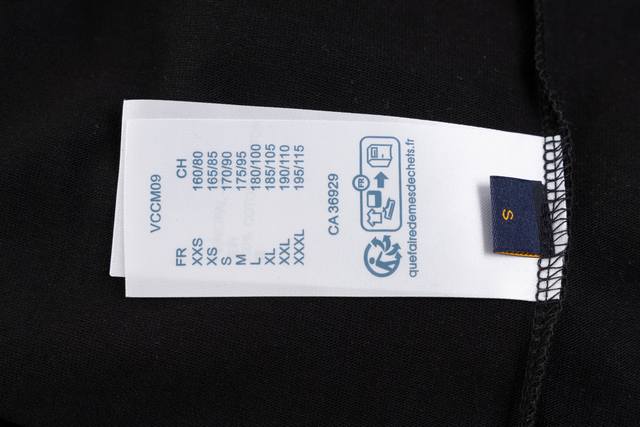 VCCM09
FR CH
XXS 160/80
XS 165/85
S 170/90
M 175/95
L 180/100
XL 185/105
XXL 190/110
XXXL 195/115
CA 36929
FR
quefairedemesdechets.fr
S